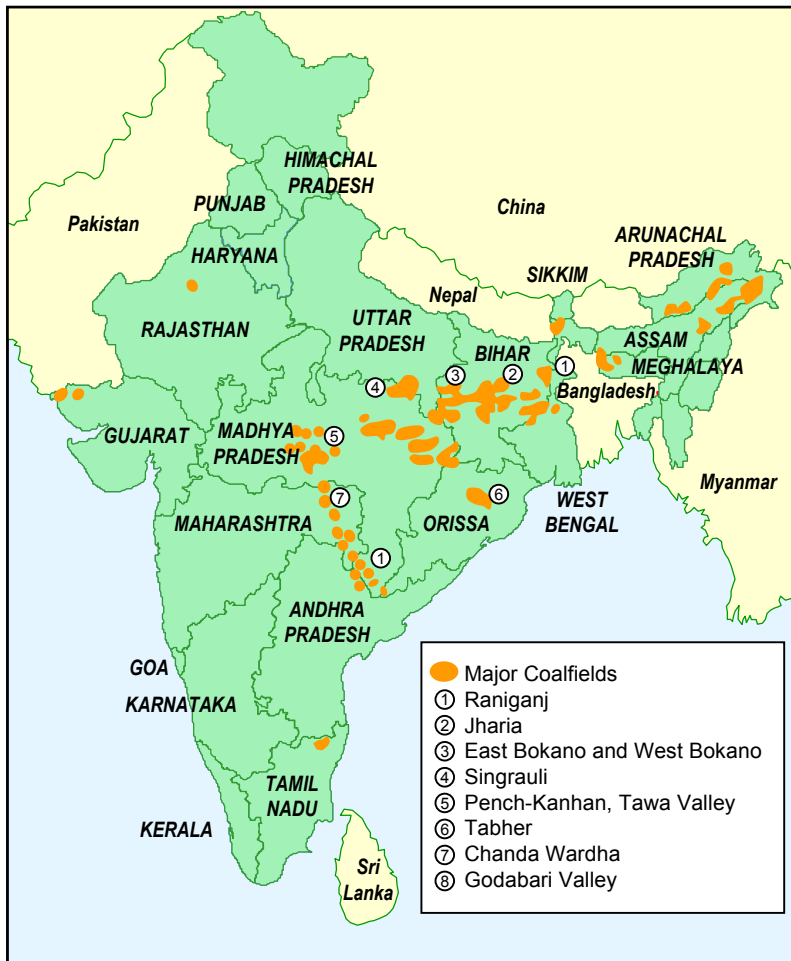 HIMACHAL
PRADESH
PUNJAB
Pakistan
China
HARYANA
ARUNACHAL
PRADESH
SIKKIM
Nepal
RAJASTHAN
UTTAR
PRADESH
ASSAM
BIHAR
MEGHALAYA
Bangladesh
1
2
3
4
GUJARAT
MADHYA
PRADESH
5
Myanmar
6
7
WEST
BENGAL
MAHARASHTRA
ORISSA
1
ANDHRA
PRADESH
GOA
KARNATAKA
TAMIL
NADU
KERALA
Sri
Lanka
Major Coalfields
1 Raniganj
2 Jharia
3 East Bokano and West Bokano
4 Singrauli
5 Pench-Kanhan, Tawa Valley
6 Tabher
7 Chanda Wardha
8 Godabari Valley